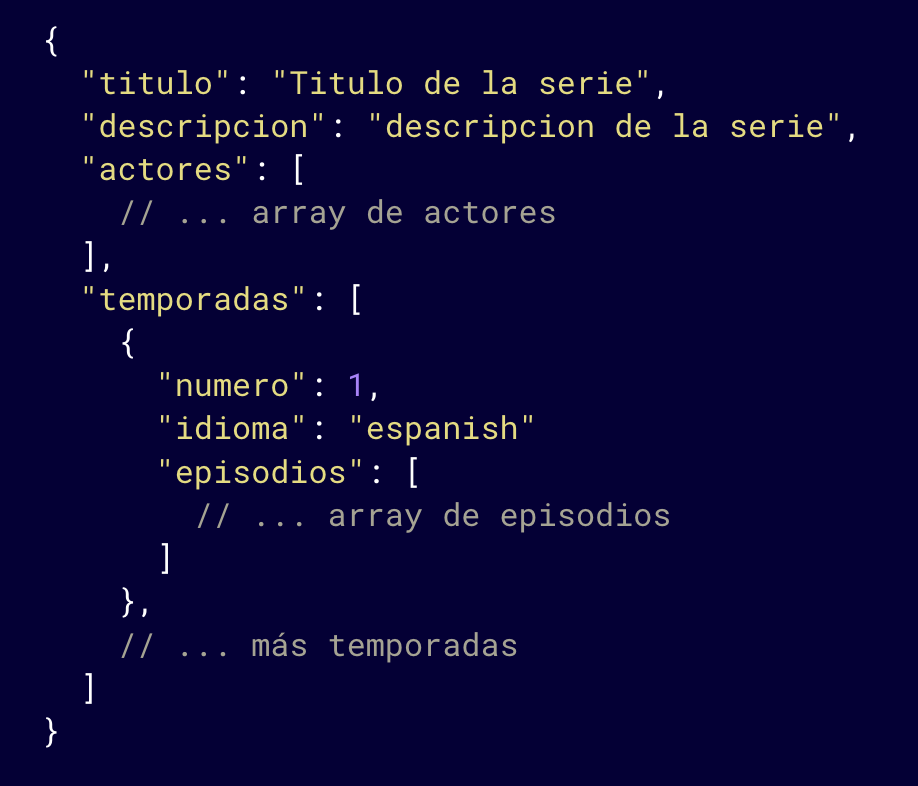 {
  "titulo": "Titulo de la serie",
  "descripcion": "descripcion de la serie",
  "actores": [
    // ... array de actores
  ],
  "temporadas": [
    {
      "numero": 1,
      "idioma": "espanish"
      "episodios": [
        // ... array de episodios
      ]
    },
    // ... más temporadas
  ]
}